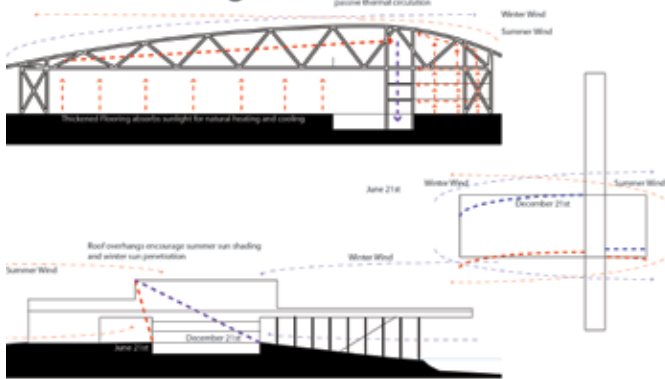 passive thermal circulation
Winter Wind
Summer Wind
Thickened Flooring absorbs sunlight for natural heating and cooling
June 21st
Winter Wind
Summer Wind
December 21st
Roof overhangs encourage summer sun shading
and winter sun penetration
Summer Wind
Winter Wind
December 21st
June 21st